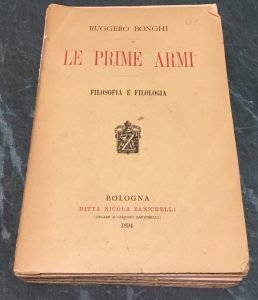 RUGGERO BONGHI
LE PRIME ARMI
FILOSOFIA E FILOLOGIA
BOLOGNA
DITTA NICOLA ZANICHELLI
(CESARE E GIACOMO ZANICHELLI)
1894